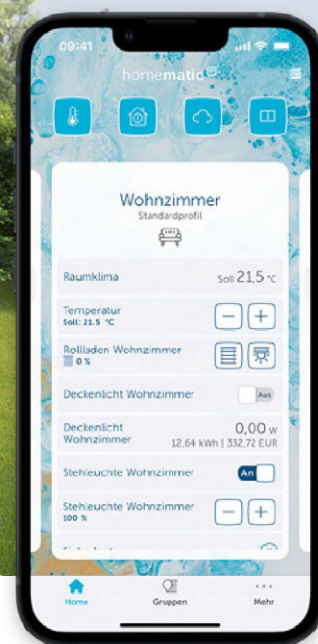 09:41
homematic IP
Wohnzimmer
Standardprofil
Raumklima
Soll 21,5 °C
Temperatur
Soll: 21.5 °C
Rollladen Wohnzimmer
0 %
Deckenlicht Wohnzimmer
Aus
Deckenlicht
Wohnzimmer
0,00 W
12,64 kWh | 332,72 EUR
Stehleuchte Wohnzimmer
An
Stehleuchte Wohnzimmer
100 %
Home
Gruppen
Mehr